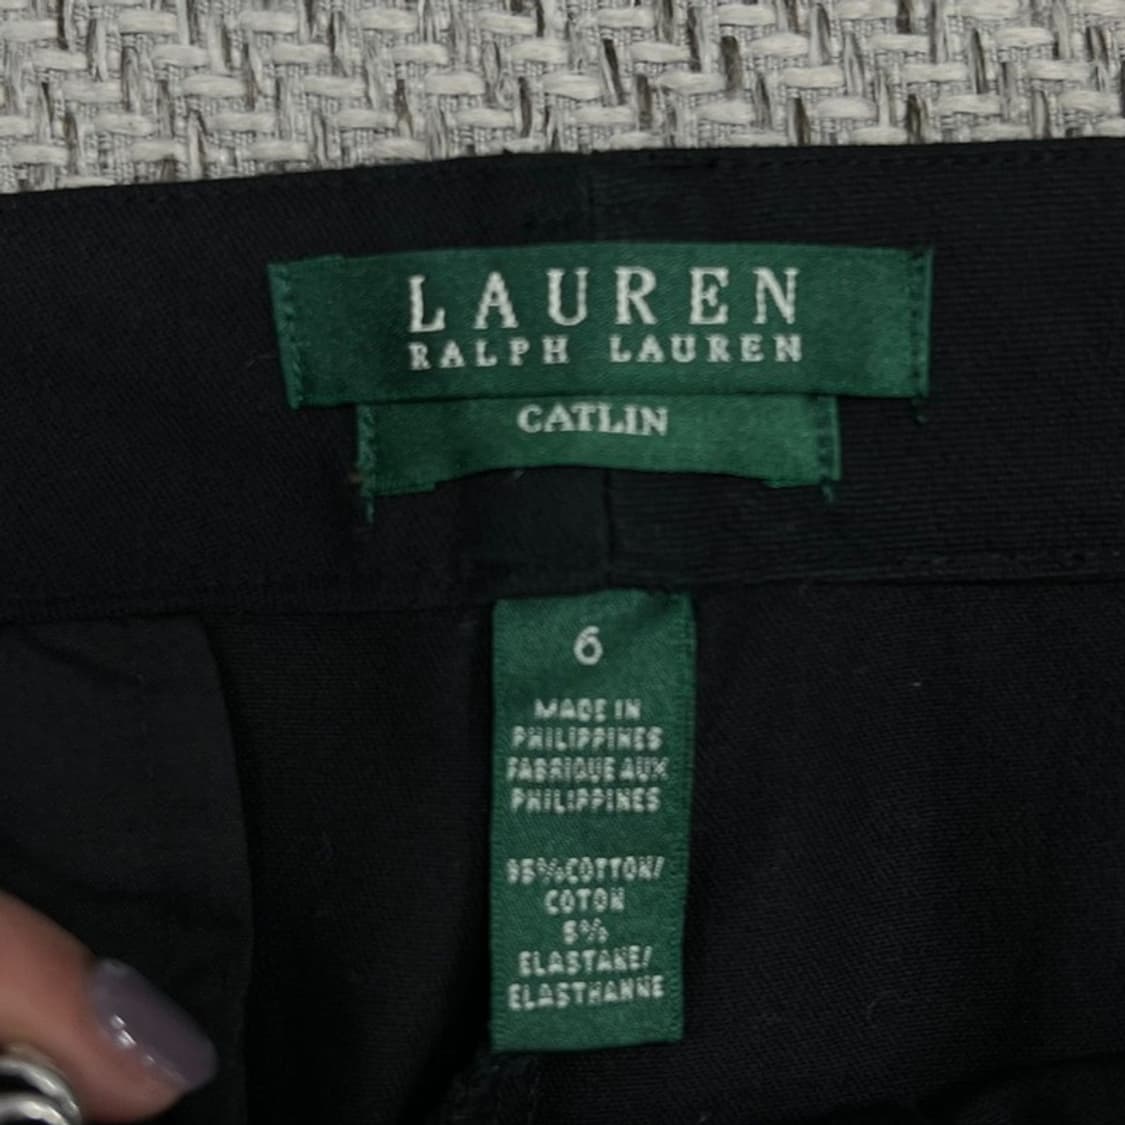 LAUREN
RALPH LAUREN
CATLIN
6
MADE IN
PHILIPPINES
FABRIQUE AUX
PHILIPPINES
95%COTTON/
COTON
5%
ELASTANE/
ELASTHANNE